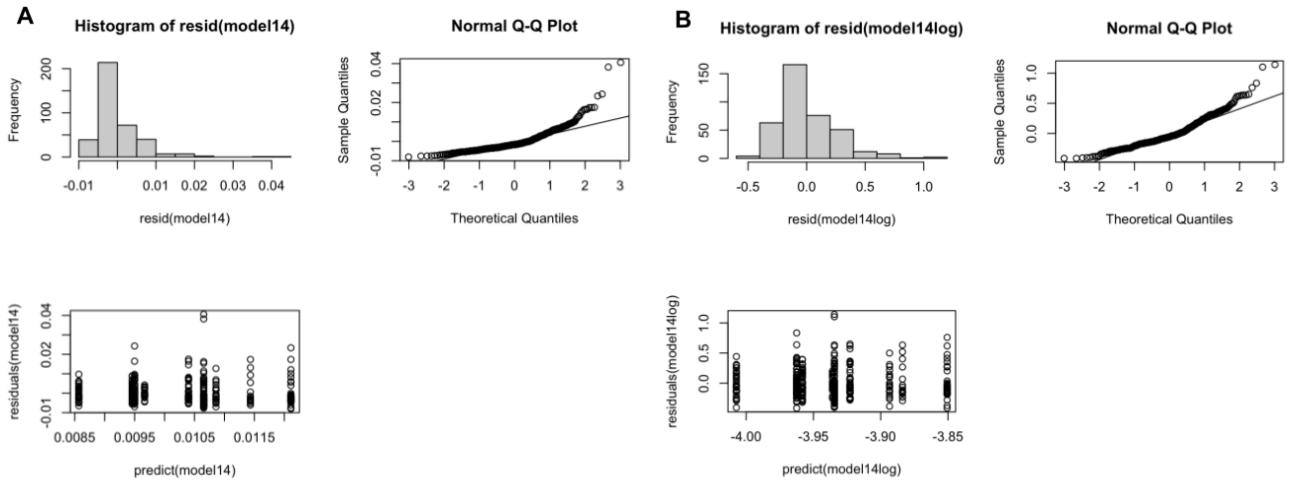 A
Histogram of resid(model14)
Frequency
0 100 200
-0.01 0.01 0.02 0.03 0.04
resid(model14)
Normal Q-Q Plot
Sample Quantiles
-0.01 0.02 0.04
-3 -2 -1 0 1 2 3
Theoretical Quantiles
residuals(model14)
-0.01 0.02 0.04
0.0085 0.0095 0.0105 0.0115
predict(model14)
B
Histogram of resid(model14log)
Frequency
0 50 150
-0.5 0.0 0.5 1.0
resid(model14log)
Normal Q-Q Plot
Sample Quantiles
0.0 0.5 1.0
-3 -2 -1 0 1 2 3
Theoretical Quantiles
residuals(model14log)
0.0 0.5 1.0
-4.00 -3.95 -3.90 -3.85
predict(model14log)